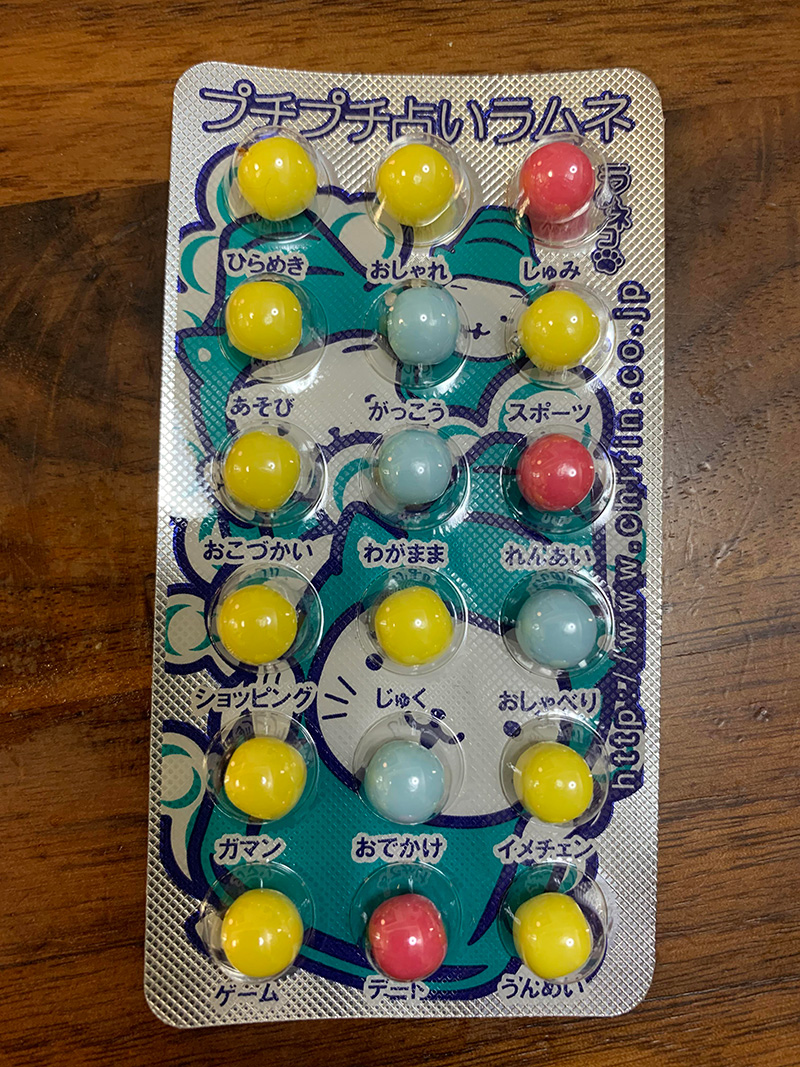 プチプチ占いラムネ
ラムネコ
ひらめき おしゃれ しゅみ
あそび がっこう スポーツ
おこづかい わがまま れんあい
ショッピング じゅく おしゃべり
ガマン おでかけ イメチェン
ゲーム デート うんめい
http://www.chirin.co.jp